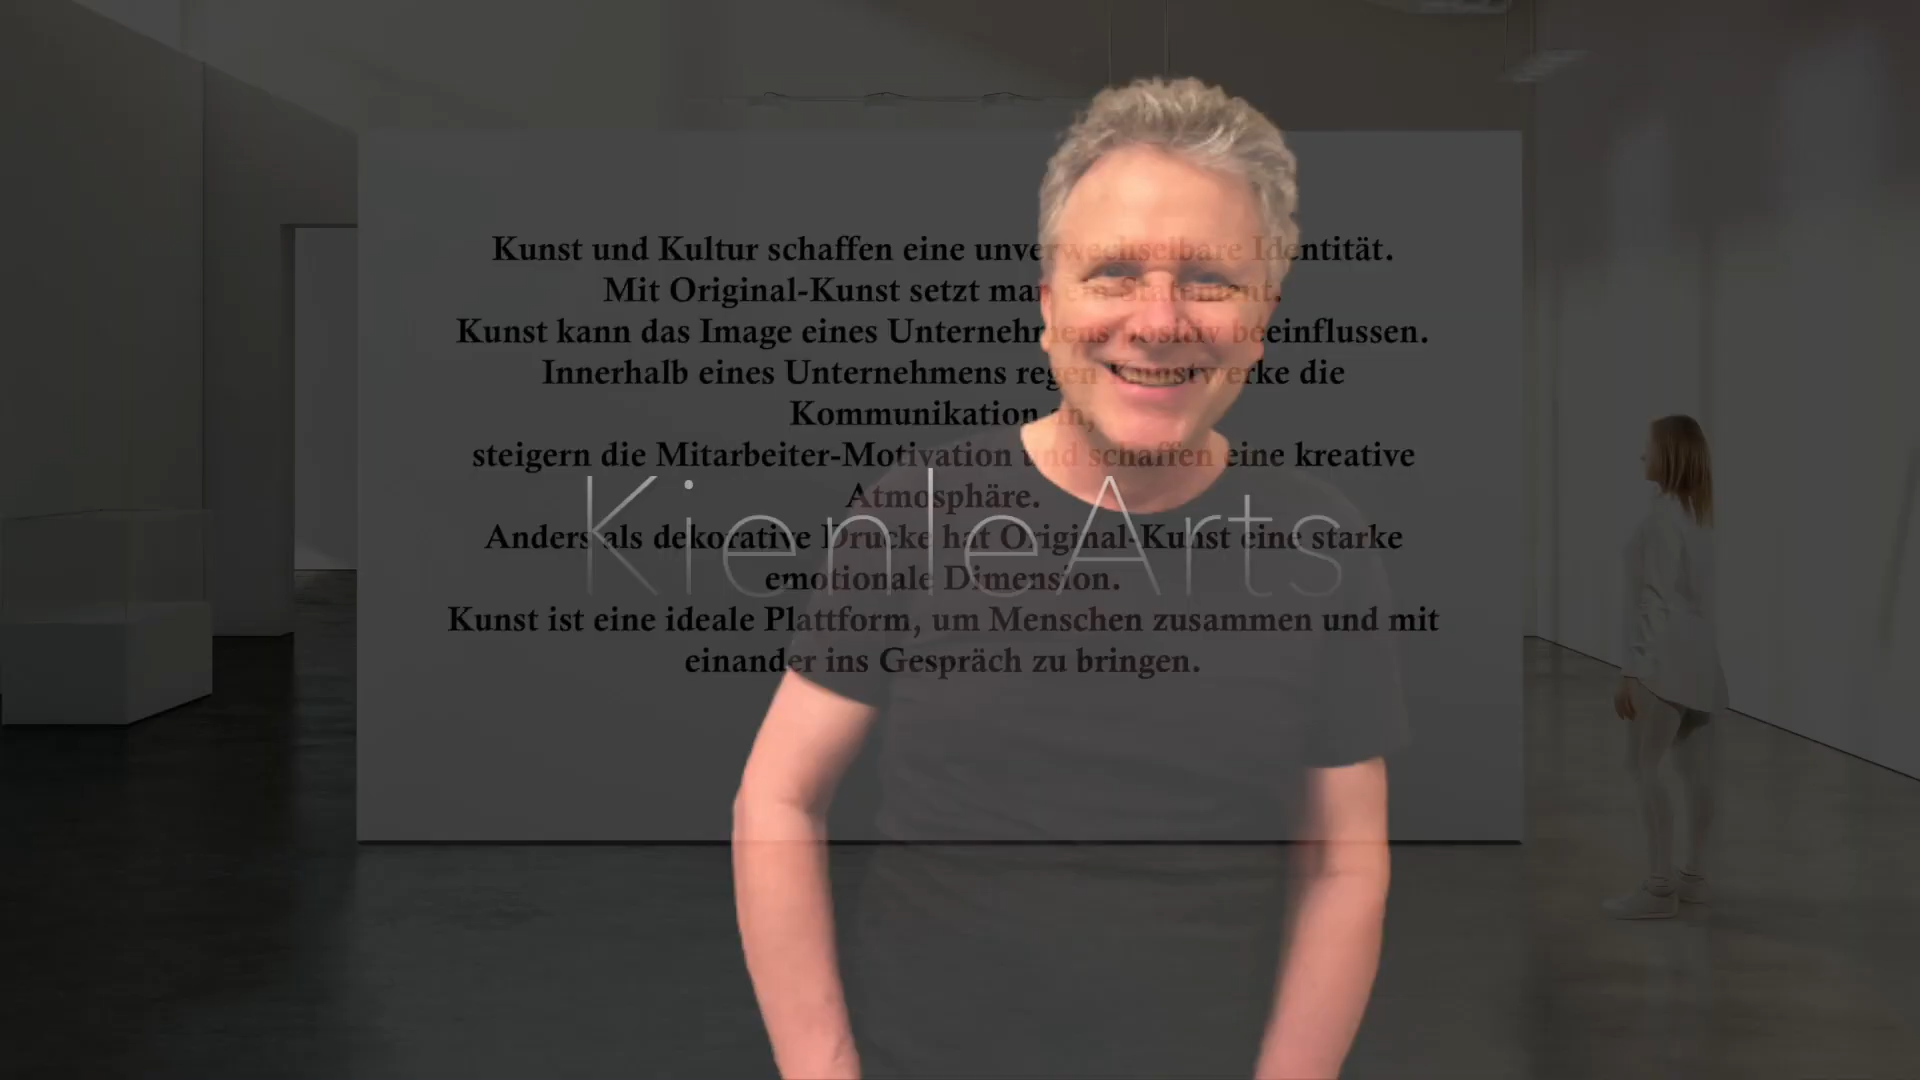 Kunst und Kultur schaffen eine unverwechselbare Identität.
Mit Original-Kunst setzt man ein Statement.
Kunst kann das Image eines Unternehmens positiv beeinflussen.
Innerhalb eines Unternehmens regen Kunstwerke die
Kommunikation an,
steigern die Mitarbeiter-Motivation und schaffen eine kreative
Atmosphäre.
KienleArts
Anders als dekorative Drucke hat Original-Kunst eine starke
emotionale Dimension.
Kunst ist eine ideale Plattform, um Menschen zusammen und mit
einander ins Gespräch zu bringen.